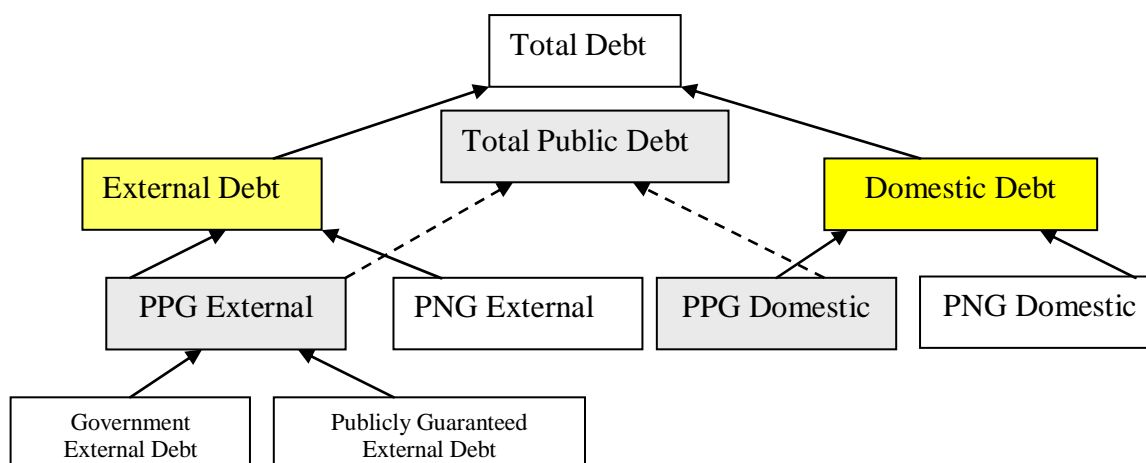 Total Debt
Total Public Debt
External Debt
Domestic Debt
PPG External
PNG External
PPG Domestic
PNG Domestic
Government
External Debt
Publicly Guaranteed
External Debt